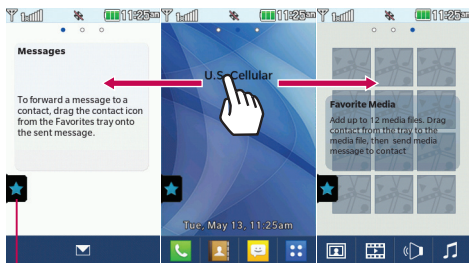 11:25am
11:25am
11:25am
Messages
To forward a message to a
contact, drag the contact icon
from the Favorites tray onto
the sent message.
U.S. Cellular
Tue, May 13, 11:25am
Favorite Media
Add up to 12 media files. Drag
contact from the tray to the
media file, then send media
message to contact